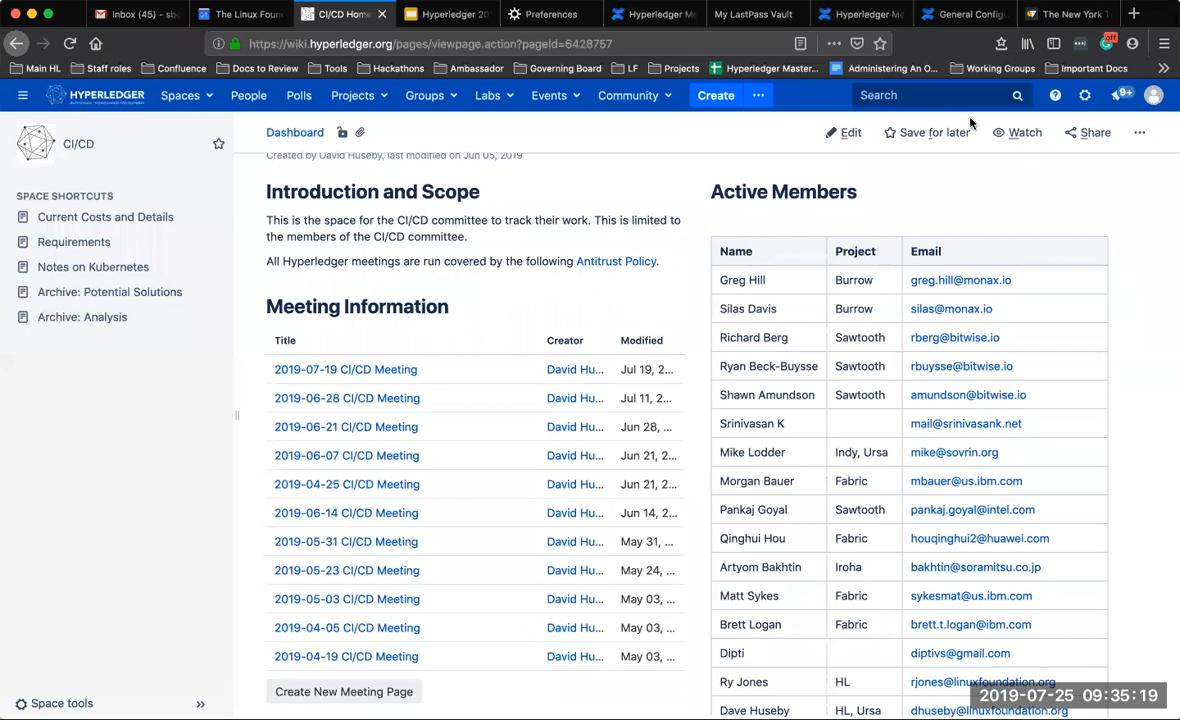 Inbox (45) - sb
The Linux Foun
CI/CD Home
Hyperledger 20
Preferences
Hyperledger Me
My LastPass Vault
Hyperledger Me
General Config
The New York T
https://wiki.hyperledger.org/pages/viewpage.action?pageId=6428757
off
Main HL
Staff roles
Confluence
Docs to Review
Tools
Hackathons
Ambassador
Governing Board
LF
Projects
Hyperledger Master...
Administering An O...
Working Groups
Important Docs
HYPERLEDGER
Spaces
People
Polls
Projects
Groups
Labs
Events
Community
Create
Search
9+
CI/CD
SPACE SHORTCUTS
Current Costs and Details
Requirements
Notes on Kubernetes
Archive: Potential Solutions
Archive: Analysis
Space tools
Dashboard
Edit
Save for later
Watch
Share
Created by David Huseby, last modified on Jun 05, 2019
Introduction and Scope
This is the space for the CI/CD committee to track their work. This is limited to
the members of the CI/CD committee.
All Hyperledger meetings are run covered by the following Antitrust Policy.
Meeting Information
Title Creator Modified
2019-07-19 CI/CD Meeting David Hu... Jul 19, 2...
2019-06-28 CI/CD Meeting David Hu... Jul 11, 2...
2019-06-21 CI/CD Meeting David Hu... Jun 28, ...
2019-06-07 CI/CD Meeting David Hu... Jun 21, 2...
2019-04-25 CI/CD Meeting David Hu... Jun 21, 2...
2019-06-14 CI/CD Meeting David Hu... Jun 14, 2...
2019-05-31 CI/CD Meeting David Hu... May 31, ...
2019-05-23 CI/CD Meeting David Hu... May 24, ...
2019-05-03 CI/CD Meeting David Hu... May 03, ...
2019-04-05 CI/CD Meeting David Hu... May 03, ...
2019-04-19 CI/CD Meeting David Hu... May 03, ...
Create New Meeting Page
Active Members
Name Project Email
Greg Hill Burrow greg.hill@monax.io
Silas Davis Burrow silas@monax.io
Richard Berg Sawtooth rberg@bitwise.io
Ryan Beck-Buysse Sawtooth rbuysse@bitwise.io
Shawn Amundson Sawtooth amundson@bitwise.io
Srinivasan K mail@srinivasank.net
Mike Lodder Indy, Ursa mike@sovrin.org
Morgan Bauer Fabric mbauer@us.ibm.com
Pankaj Goyal Sawtooth pankaj.goyal@intel.com
Qinghui Hou Fabric houqinghui2@huawei.com
Artyom Bakhtin Iroha bakhtin@soramitsu.co.jp
Matt Sykes Fabric sykesmat@us.ibm.com
Brett Logan Fabric brett.t.logan@ibm.com
Dipti diptivs@gmail.com
Ry Jones HL rjones@linuxfoundation.org
Dave Huseby HL, Ursa dhuseby@linuxfoundation.org
2019-07-25 09:35:19